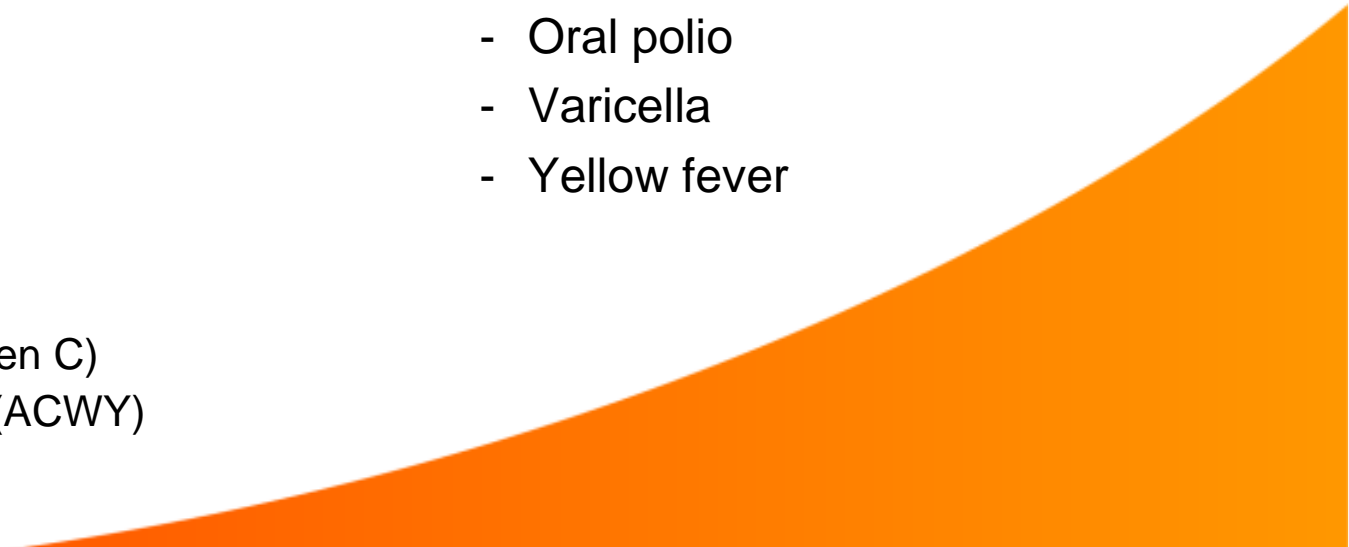 - Oral polio
- Varicella
- Yellow fever
en C)
(ACWY)